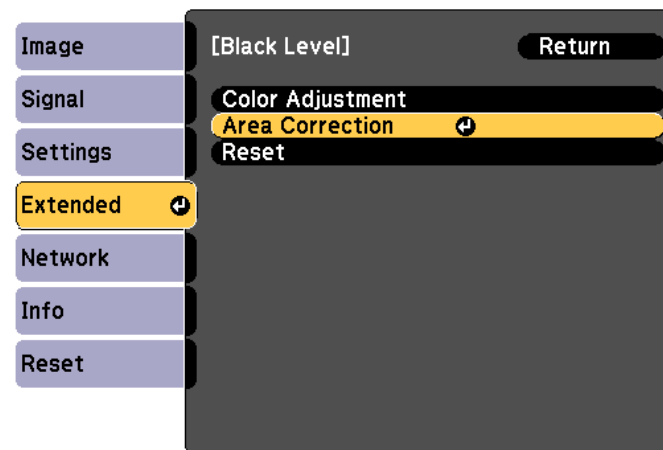 Image
Signal
Settings
Extended
Network
Info
Reset
[Black Level] Return
Color Adjustment
Area Correction
Reset